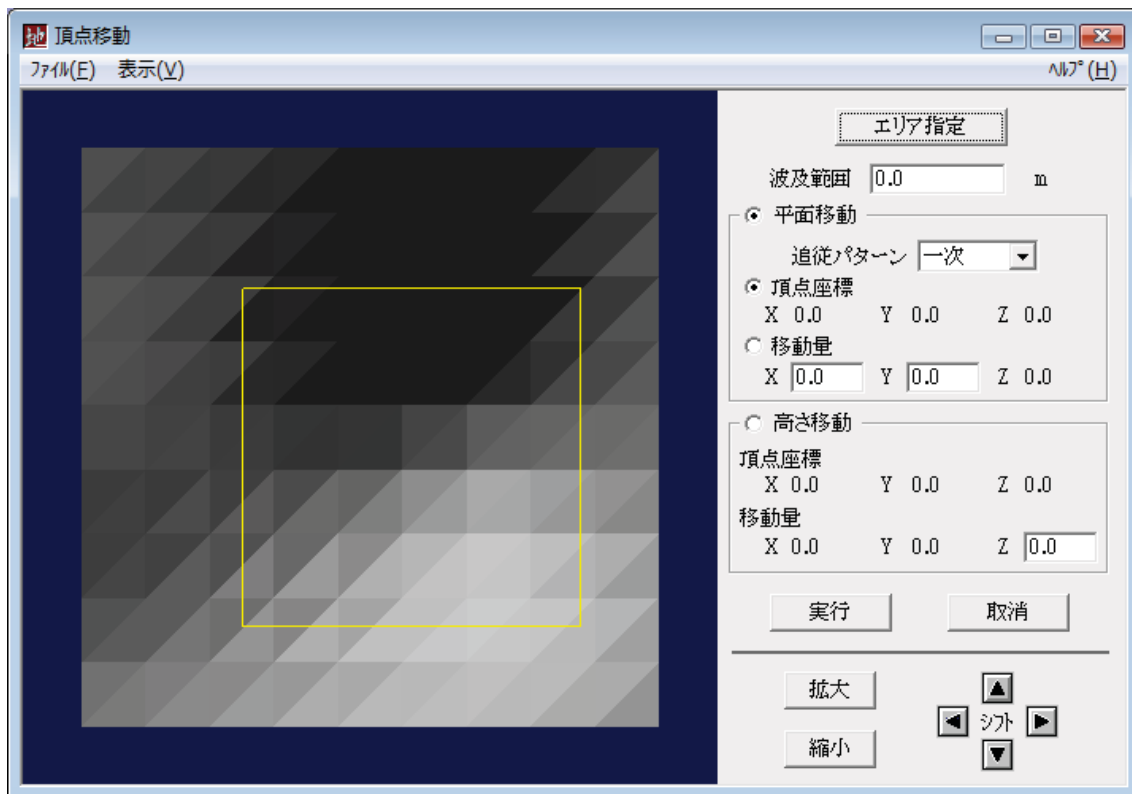 地 頂点移動
ﾌｧｲﾙ(F) 表示(V) ﾍﾙﾌﾟ(H)
エリア指定
波及範囲 0.0 m
平面移動
追従パターン 一次
頂点座標
X 0.0 Y 0.0 Z 0.0
移動量
X 0.0 Y 0.0 Z 0.0
高さ移動
頂点座標
X 0.0 Y 0.0 Z 0.0
移動量
X 0.0 Y 0.0 Z 0.0
実行 取消
拡大
シフト
縮小